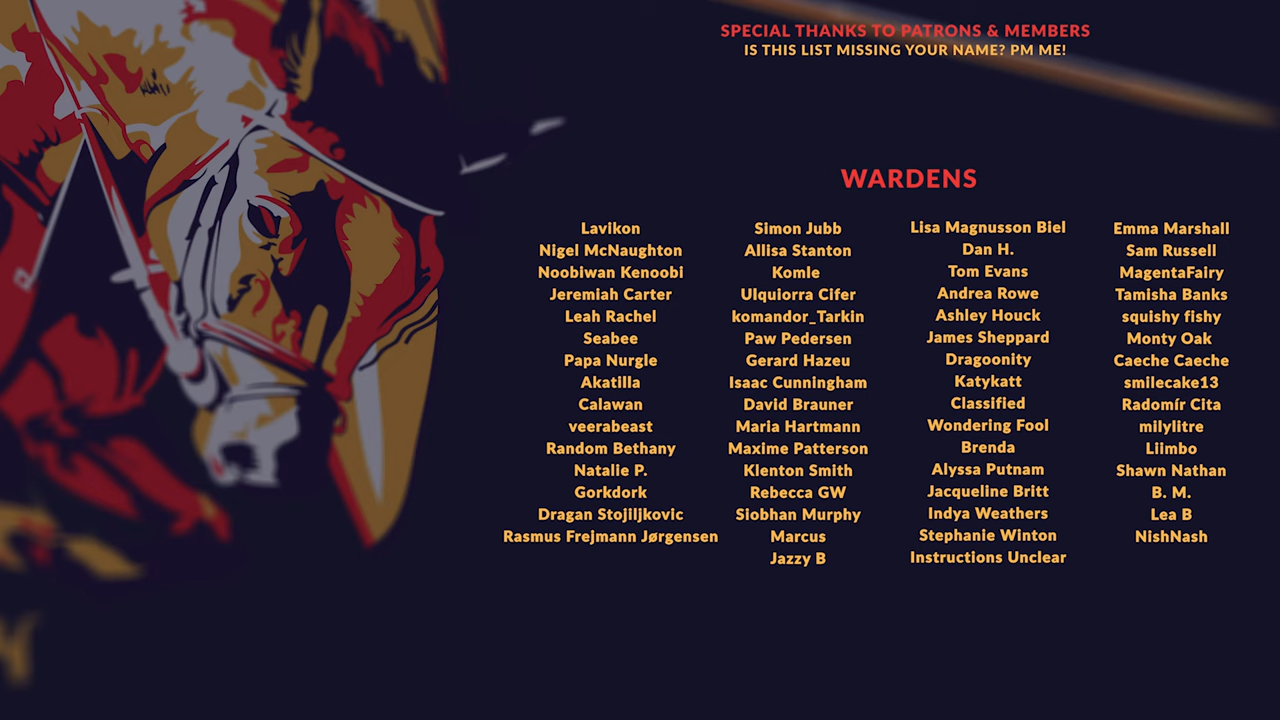 SPECIAL THANKS TO PATRONS & MEMBERS
IS THIS LIST MISSING YOUR NAME? PM ME!
WARDENS
Lavikon
Nigel McNaughton
Noobiwan Kenoobi
Jeremiah Carter
Leah Rachel
Seabee
Papa Nurgle
Akatilla
Calawan
veerabeast
Random Bethany
Natalie P.
Gorkdork
Dragan Stojiljkovic
Rasmus Frejmann Jørgensen
Simon Jubb
Allisa Stanton
Komle
Ulquiorra Cifer
komandor_Tarkin
Paw Pedersen
Gerard Hazeu
Isaac Cunningham
David Brauner
Maria Hartmann
Maxime Patterson
Klenton Smith
Rebecca GW
Siobhan Murphy
Marcus
Jazzy B
Lisa Magnusson Biel
Dan H.
Tom Evans
Andrea Rowe
Ashley Houck
James Sheppard
Dragoonity
Katykatt
Classified
Wondering Fool
Brenda
Alyssa Putnam
Jacqueline Britt
Indya Weathers
Stephanie Winton
Instructions Unclear
Emma Marshall
Sam Russell
MagentaFairy
Tamisha Banks
squishy fishy
Monty Oak
Caeche Caeche
smilecake13
Radomír Cita
milylitre
Liimbo
Shawn Nathan
B. M.
Lea B
NishNash